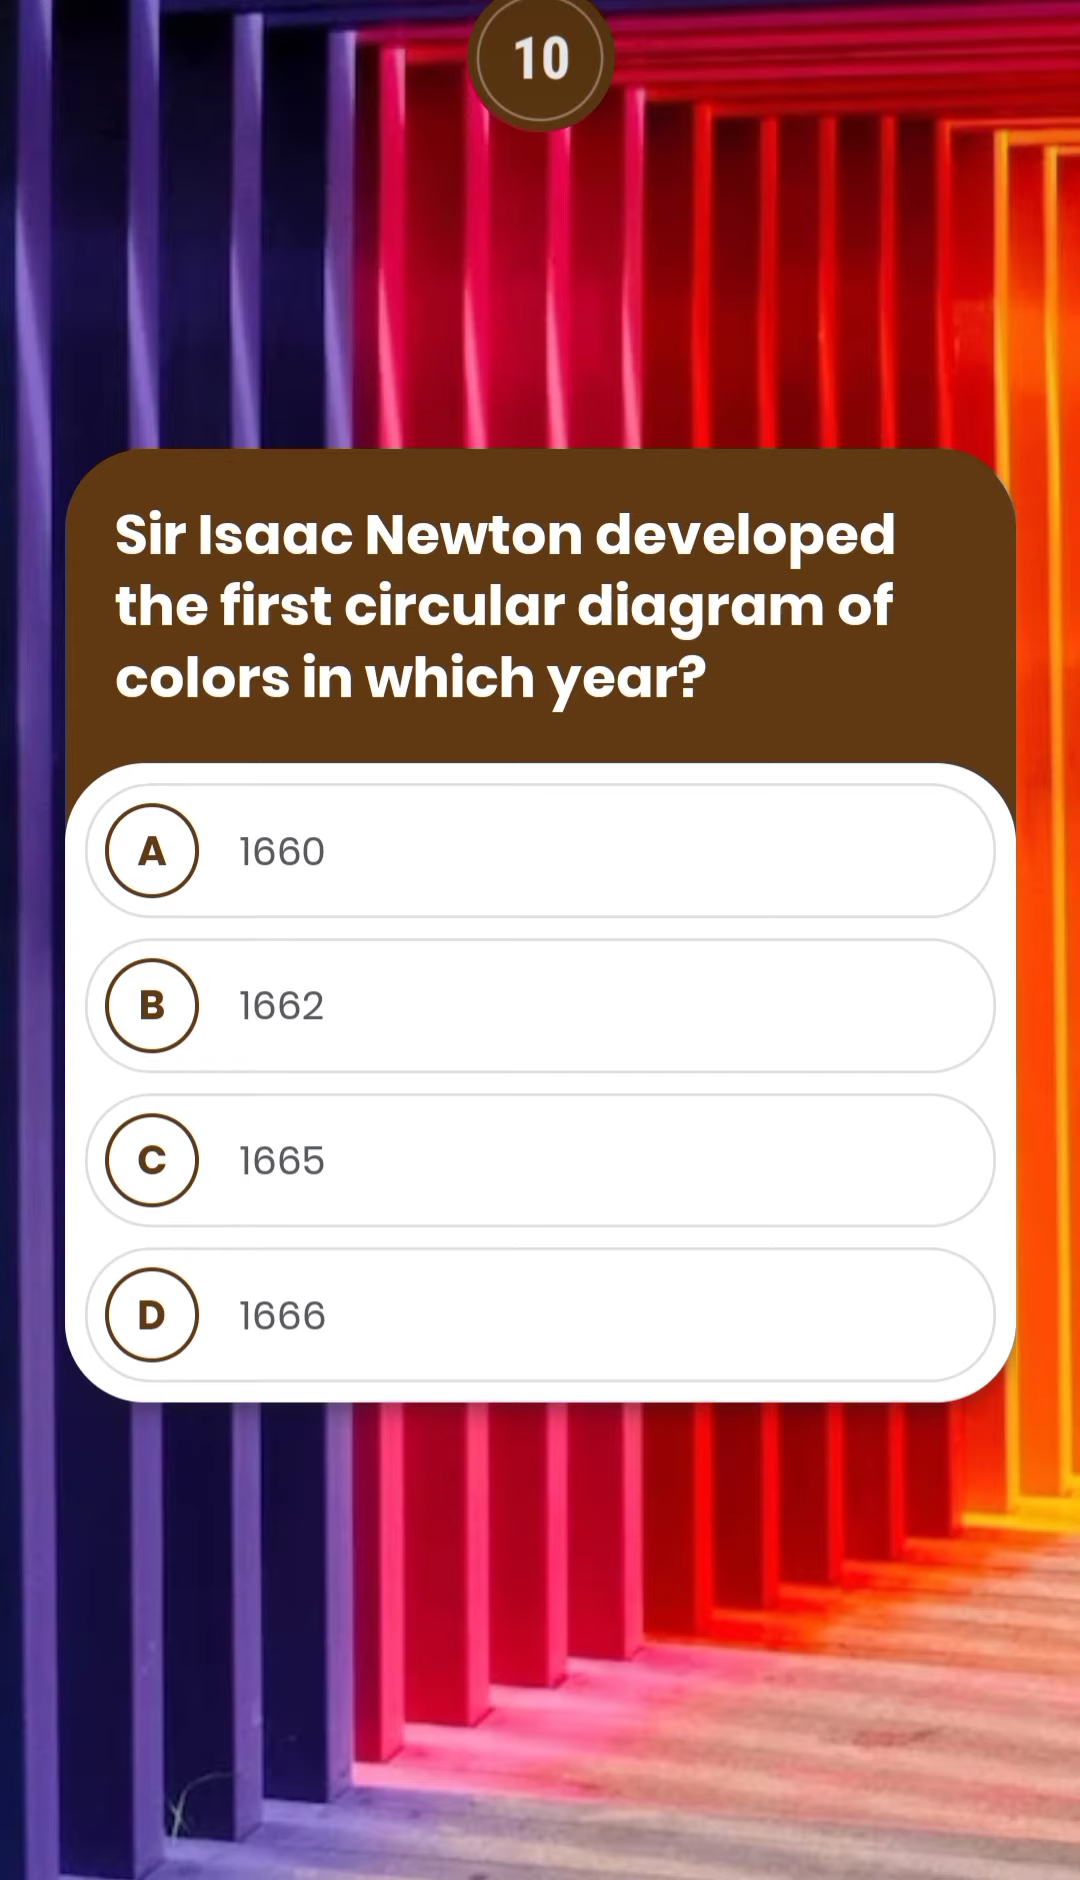 10
Sir Isaac Newton developed
the first circular diagram of
colors in which year?
A 1660
B 1662
C 1665
D 1666